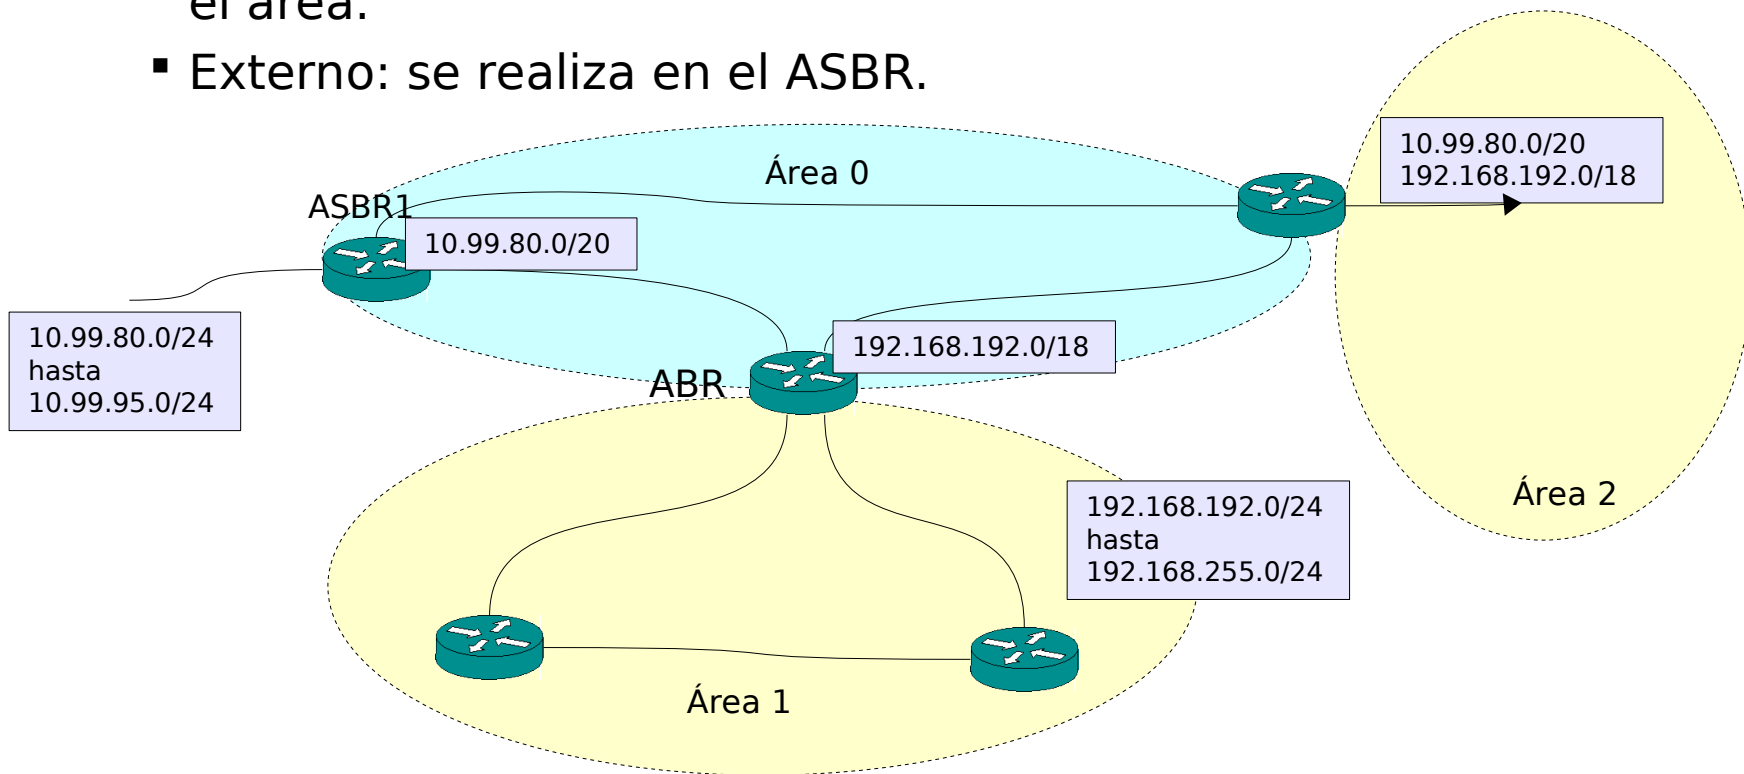 el área.
▪ Externo: se realiza en el ASBR.
Área 0
10.99.80.0/20
192.168.192.0/18
ASBR1
10.99.80.0/20
10.99.80.0/24
hasta
10.99.95.0/24
192.168.192.0/18
ABR
192.168.192.0/24
hasta
192.168.255.0/24
Área 2
Área 1